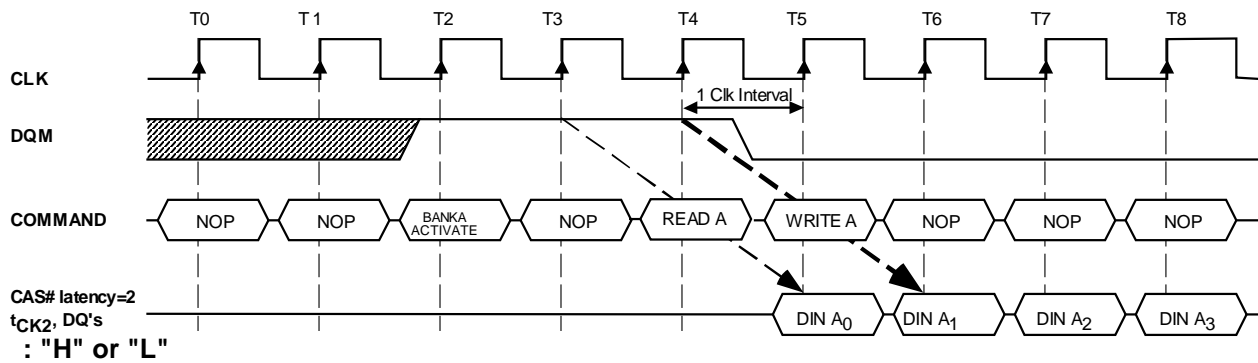 T0 T1 T2 T3 T4 T5 T6 T7 T8
CLK
1 Clk Interval
DQM
COMMAND
NOP NOP BANKA ACTIVATE NOP READ A WRITE A NOP NOP NOP
CAS# latency=2
tCK2, DQ's
DIN A0 DIN A1 DIN A2 DIN A3
: "H" or "L"